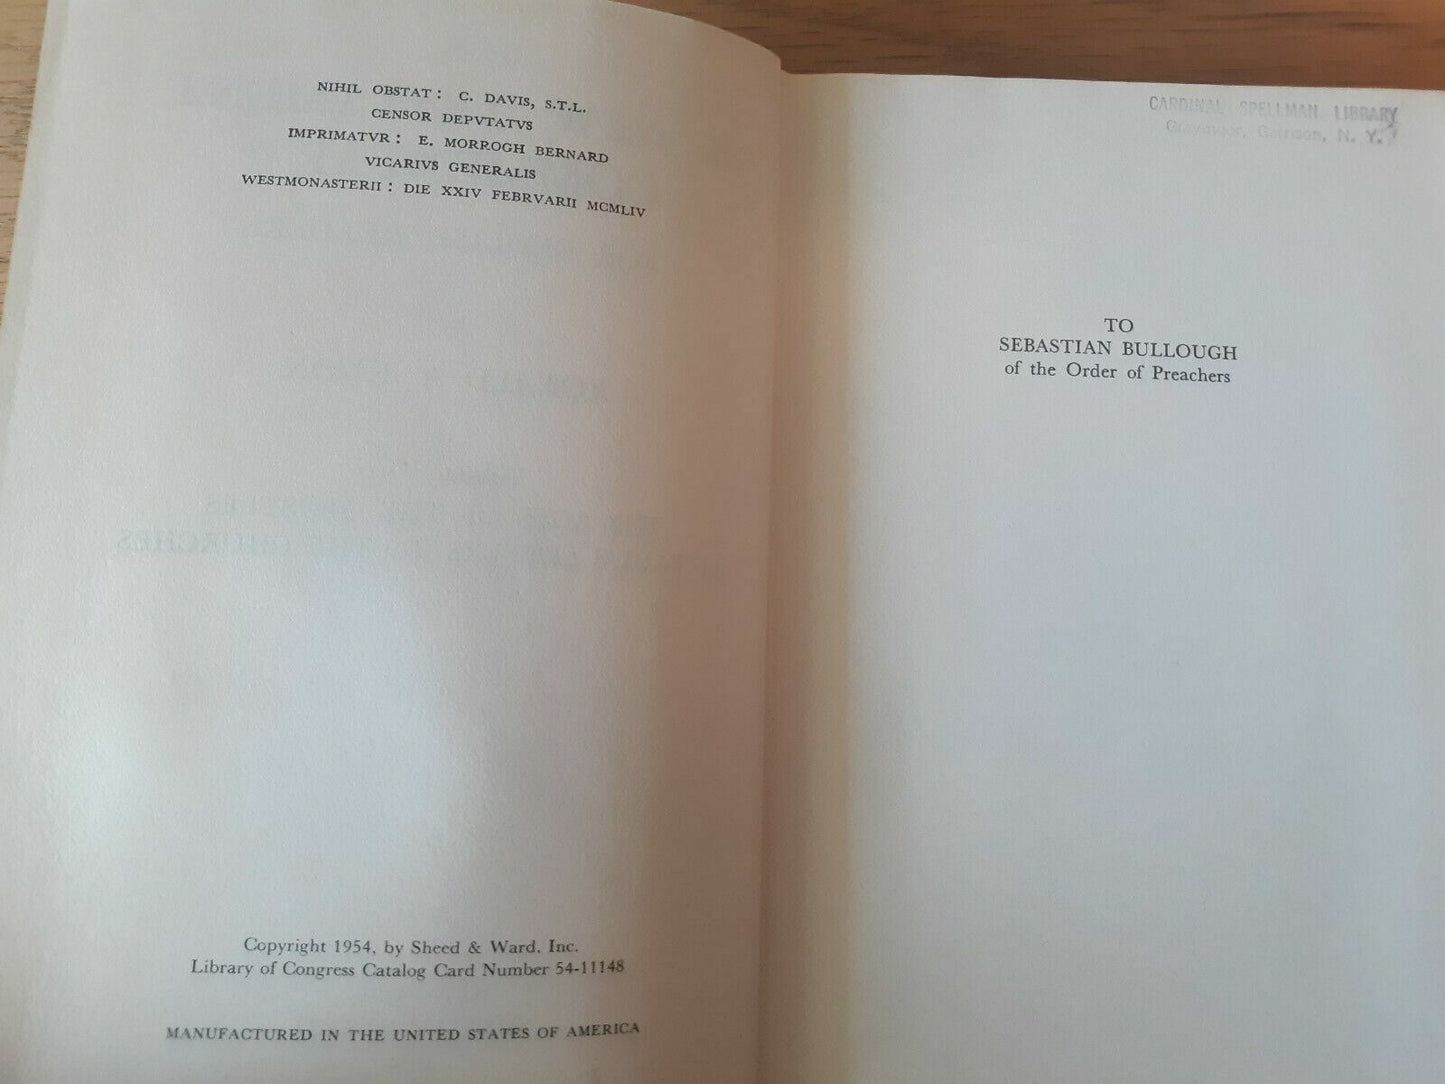 NIHIL OBSTAT: C. DAVIS, S.T.L.
CENSOR DEPVTATVS
IMPRIMATVR: E. MORROGH BERNARD
VICARIVS GENERALIS
WESTMONASTERII: DIE XXIV FEBRVARII MCMLIV
Copyright 1954, by Sheed & Ward, Inc.
Library of Congress Catalog Card Number 54-11148
MANUFACTURED IN THE UNITED STATES OF AMERICA
CARDINAL SPELLMAN LIBRARY
Graymoor, Garrison, N. Y.
TO
SEBASTIAN BULLOUGH
of the Order of Preachers